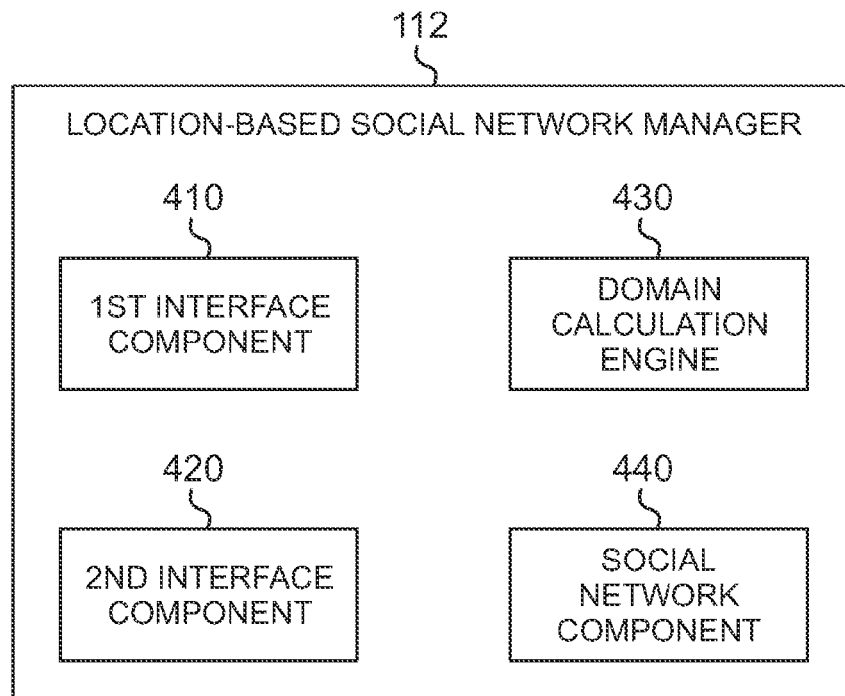 112
LOCATION-BASED SOCIAL NETWORK MANAGER
410
1ST INTERFACE
COMPONENT
430
DOMAIN
CALCULATION
ENGINE
420
2ND INTERFACE
COMPONENT
440
SOCIAL
NETWORK
COMPONENT